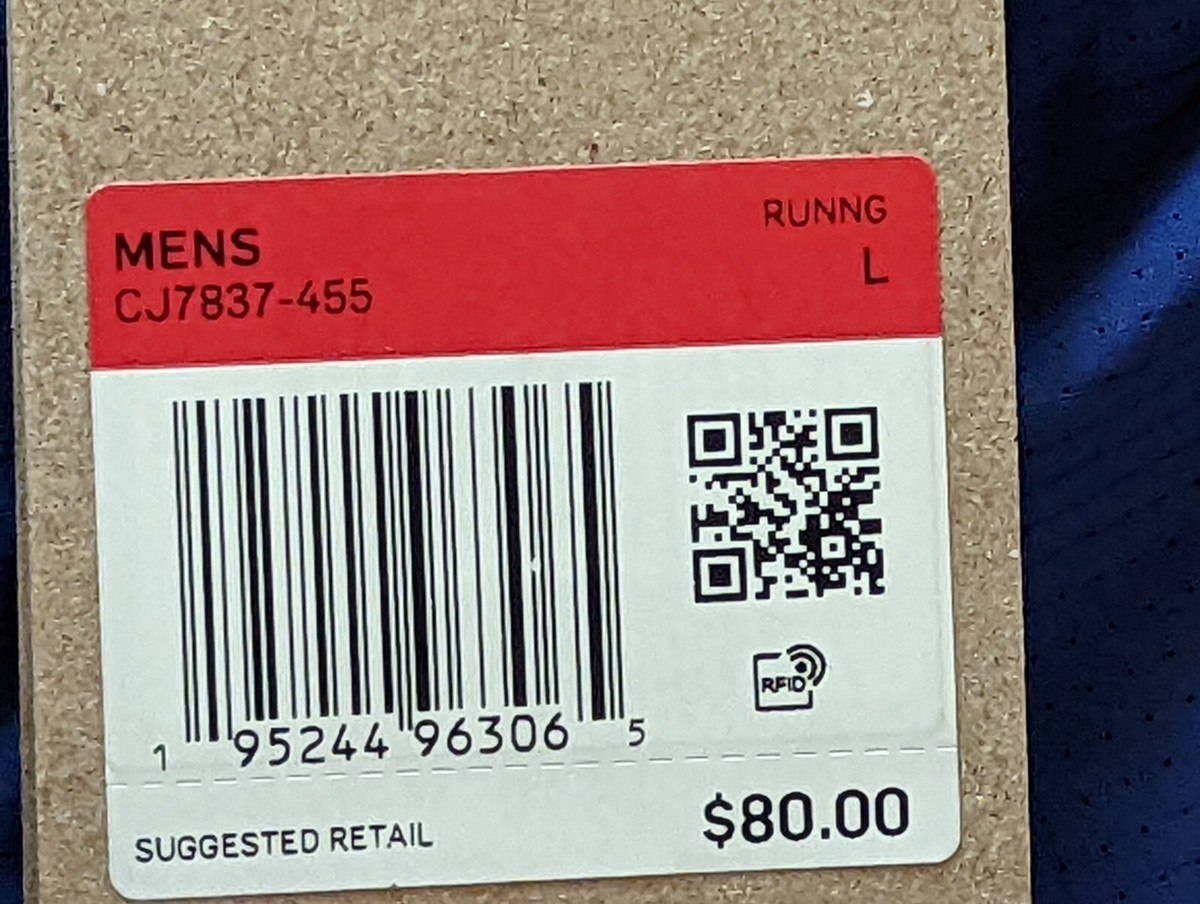 MENS
RUNNG
CJ7837-455
L
1 95244 96306 5
RFID
SUGGESTED RETAIL
$80.00